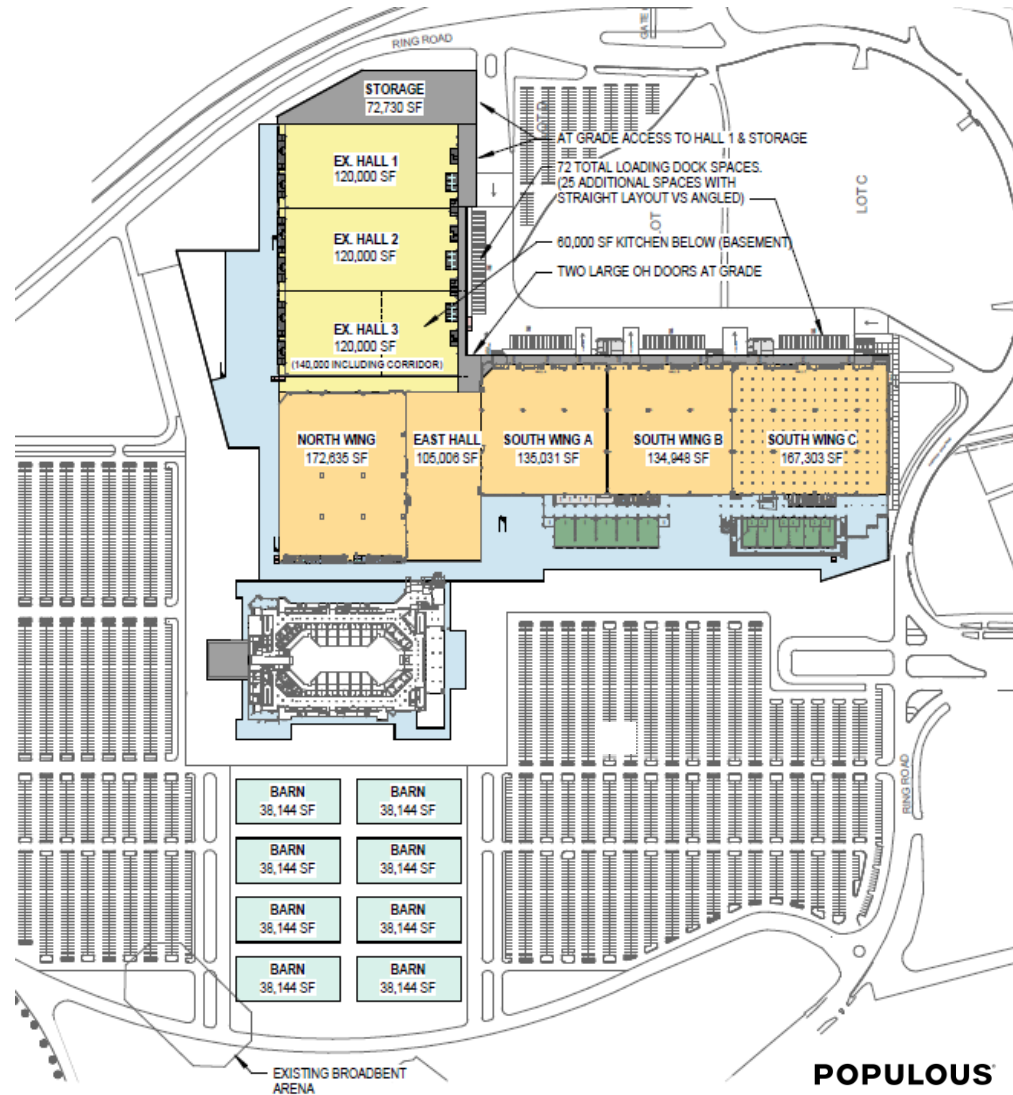 RING ROAD
GATE
STORAGE
72,730 SF
LOT D
AT GRADE ACCESS TO HALL 1 & STORAGE
EX. HALL 1
120,000 SF
72 TOTAL LOADING DOCK SPACES.
(25 ADDITIONAL SPACES WITH
STRAIGHT LAYOUT VS ANGLED)
LOT C
LOT
EX. HALL 2
120,000 SF
60,000 SF KITCHEN BELOW (BASEMENT)
TWO LARGE OH DOORS AT GRADE
EX. HALL 3
120,000 SF
(140,000 INCLUDING CORRIDOR)
NORTH WING
172,635 SF
EAST HALL
105,006 SF
SOUTH WING A
135,031 SF
SOUTH WING B
134,948 SF
SOUTH WING C
167,303 SF
RING ROAD
BARN
38,144 SF
BARN
38,144 SF
BARN
38,144 SF
BARN
38,144 SF
BARN
38,144 SF
BARN
38,144 SF
BARN
38,144 SF
BARN
38,144 SF
EXISTING BROADBENT
ARENA
POPULOUS